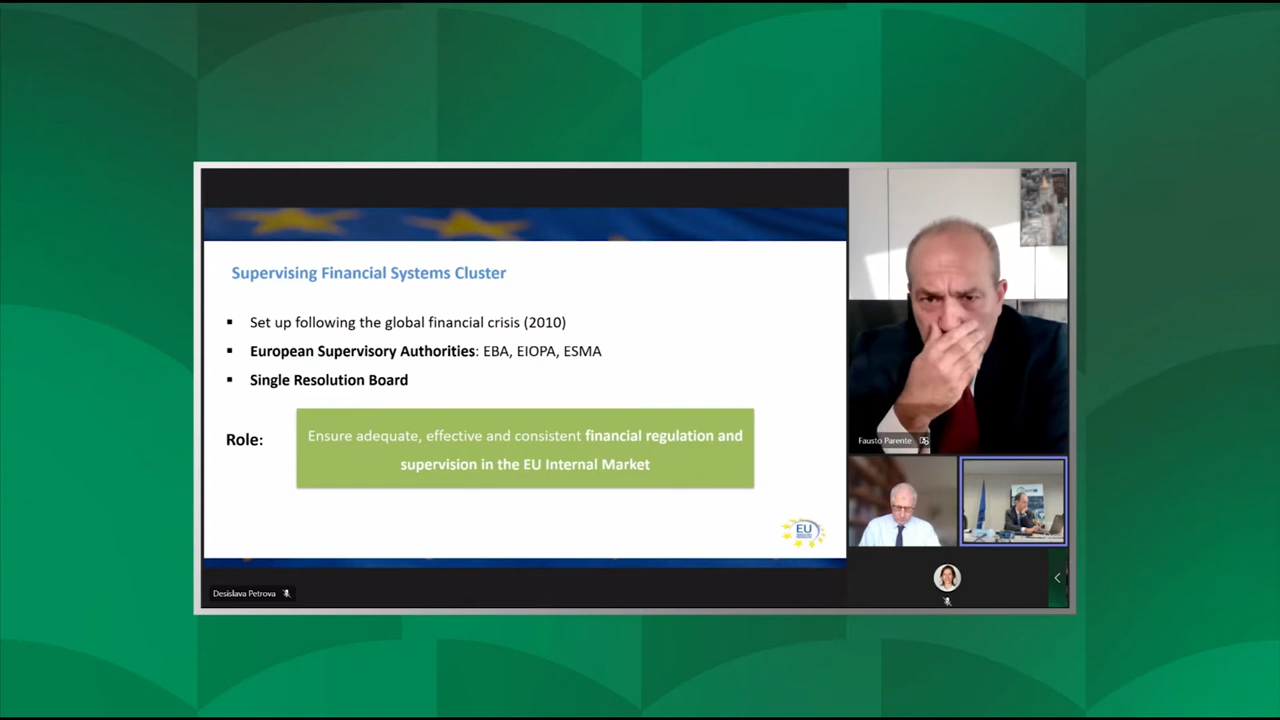 Supervising Financial Systems Cluster
▪ Set up following the global financial crisis (2010)
▪ European Supervisory Authorities: EBA, EIOPA, ESMA
▪ Single Resolution Board
Role:
Ensure adequate, effective and consistent financial regulation and
supervision in the EU Internal Market
EU
Desislava Petrova
Fausto Parente